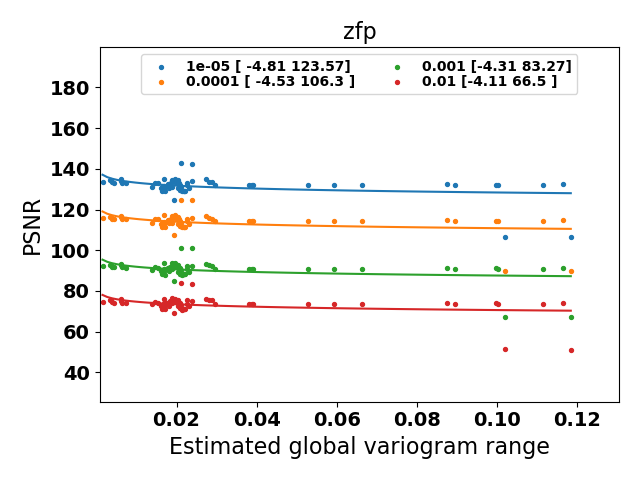 zfp
1e-05 [ -4.81 123.57]
0.0001 [ -4.53 106.3 ]
0.001 [-4.31 83.27]
0.01 [-4.11 66.5 ]
180
160
140
120
100
80
60
40
PSNR
0.02 0.04 0.06 0.08 0.10 0.12
Estimated global variogram range